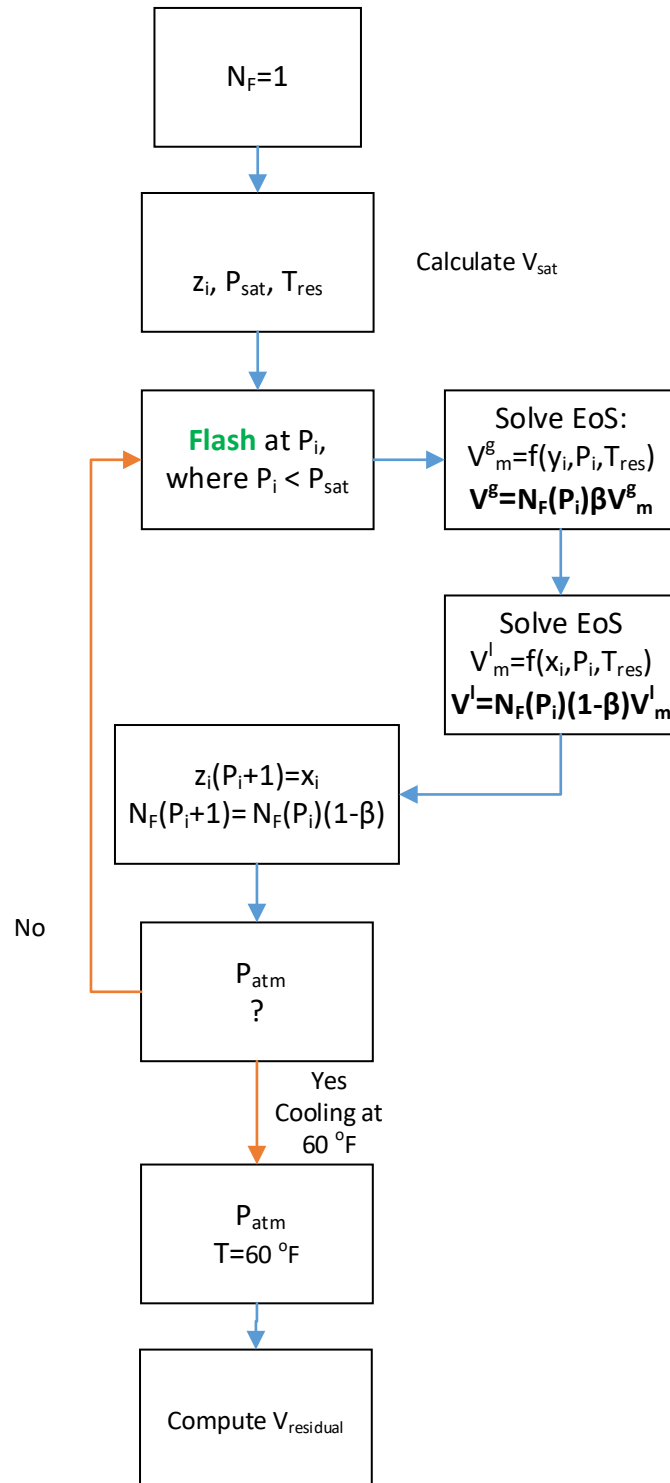 N_F=1
z_i, P_sat, T_res
Calculate V_sat
Flash at P_i,
where P_i < P_sat
Solve EoS:
V^g_m=f(y_i,P_i,T_res)
V^g=N_F(P_i)βV^g_m
Solve EoS
V^l_m=f(x_i,P_i,T_res)
V^l=N_F(P_i)(1-β)V^l_m
z_i(P_i+1)=x_i
N_F(P_i+1)= N_F(P_i)(1-β)
No
P_atm
?
Yes
Cooling at
60 °F
P_atm
T=60 °F
Compute V_residual